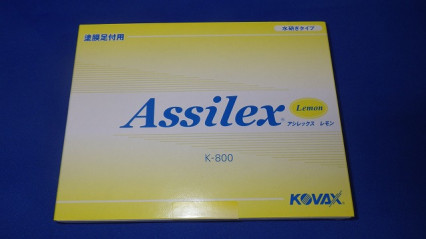 水研ぎタイプ
塗膜足付用
Assilex®
Lemon
アシレックス レモン
K-800
KOVAX